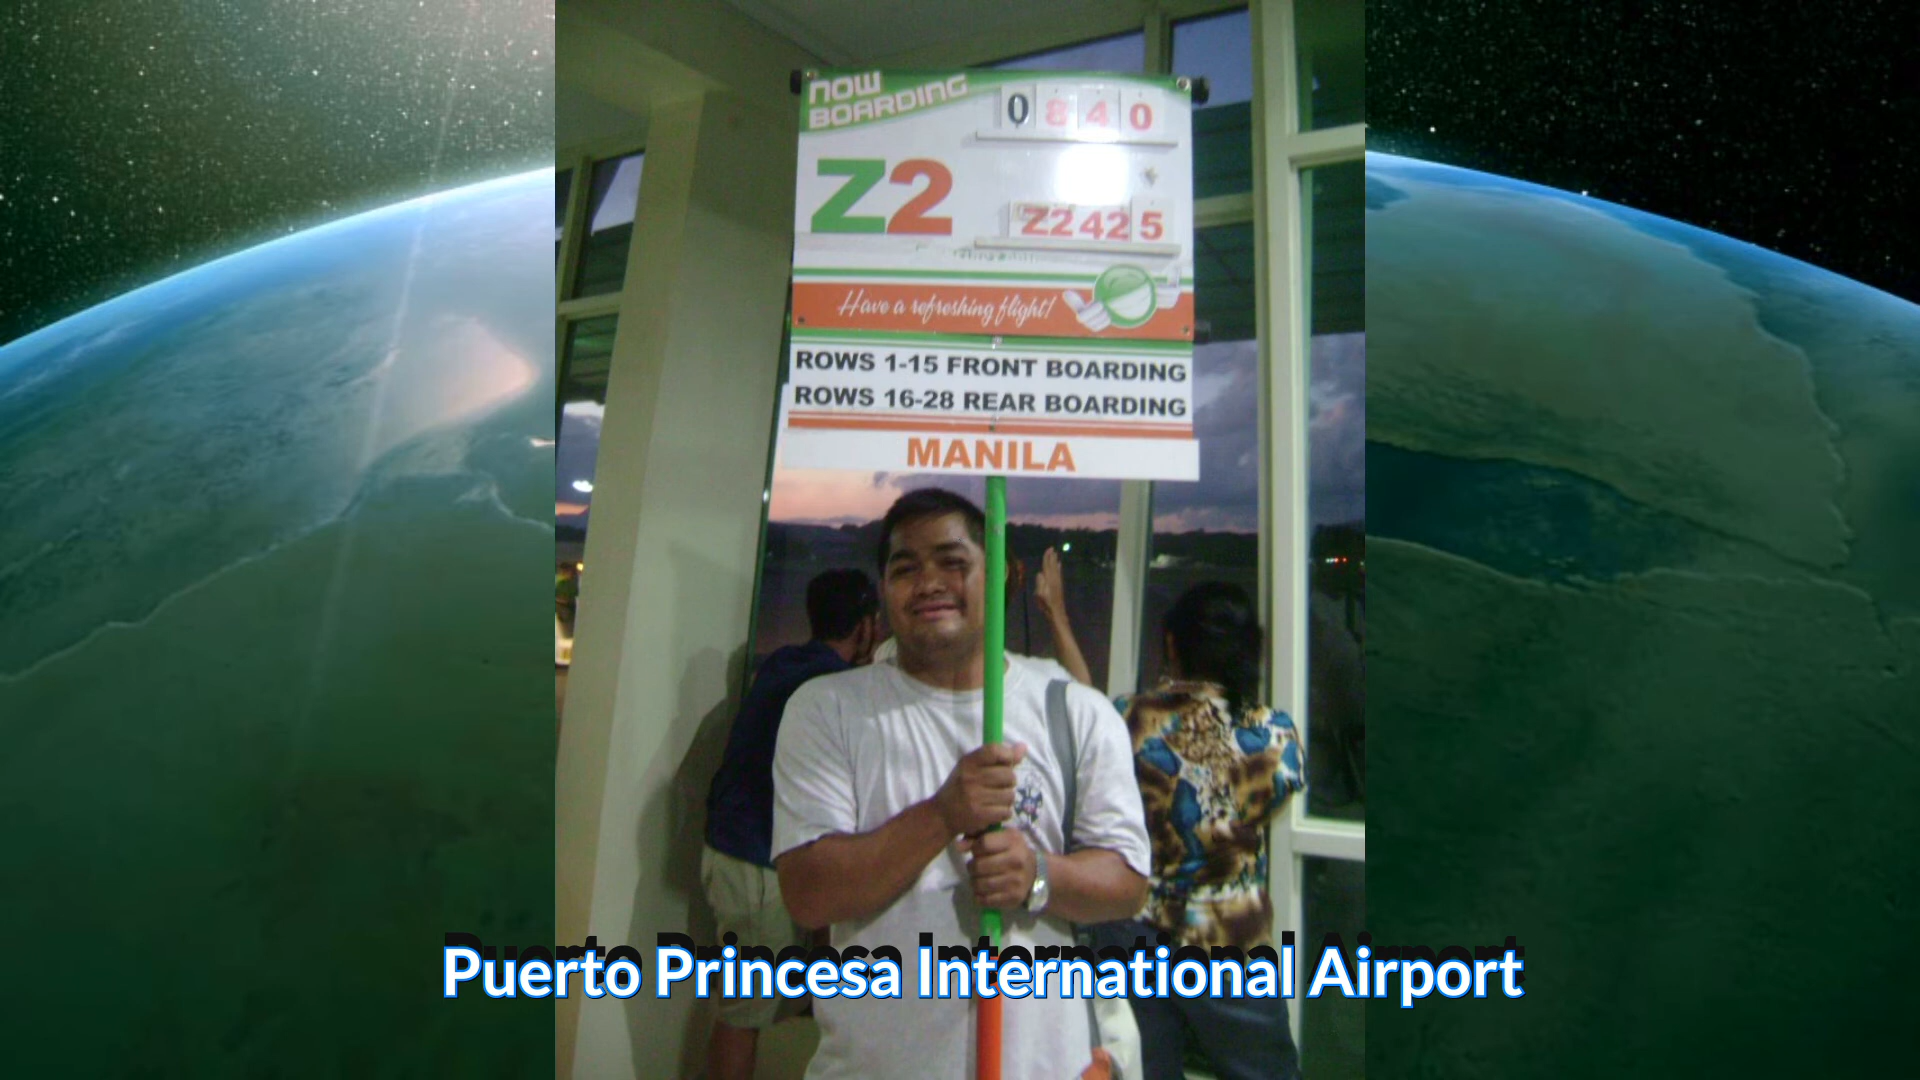 NOW
BOARDING
0840
Z2
Z2425
Have a refreshing flight!
ROWS 1-15 FRONT BOARDING
ROWS 16-28 REAR BOARDING
MANILA
Puerto Princesa International Airport